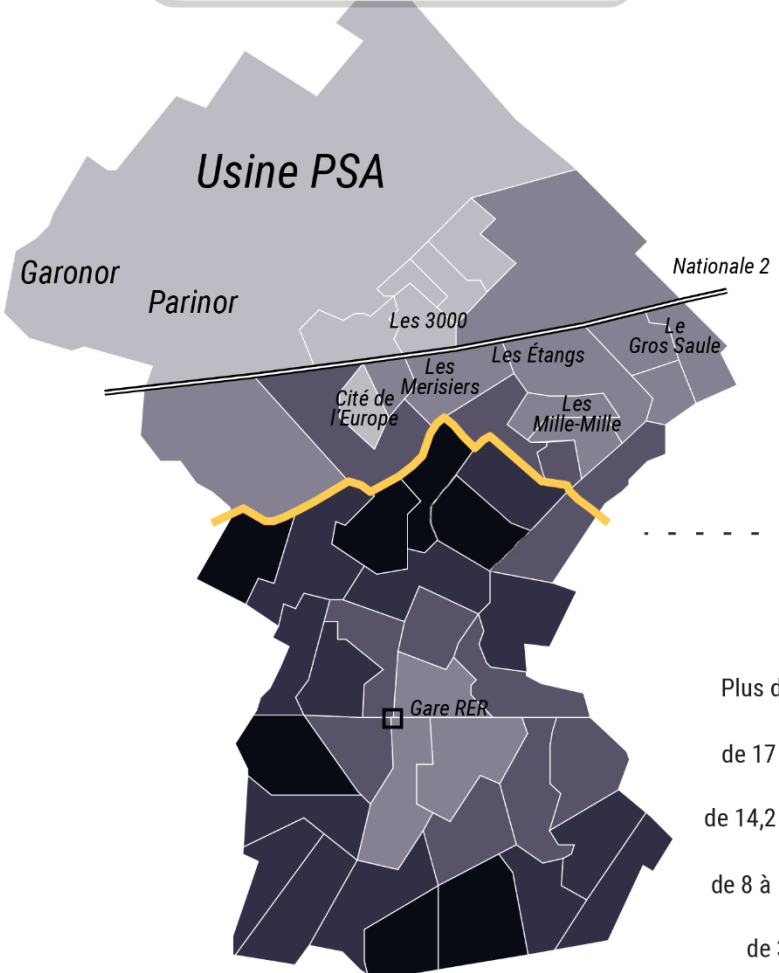 Usine PSA
Garonor
Parinor
Nationale 2
Les 3000
Le
Gros Saule
Les Étangs
Les
Merisiers
Cité de
l'Europe
Les
Mille-Mille
Gare RER
Plus
de 17
de 14,2
de 8 à
de